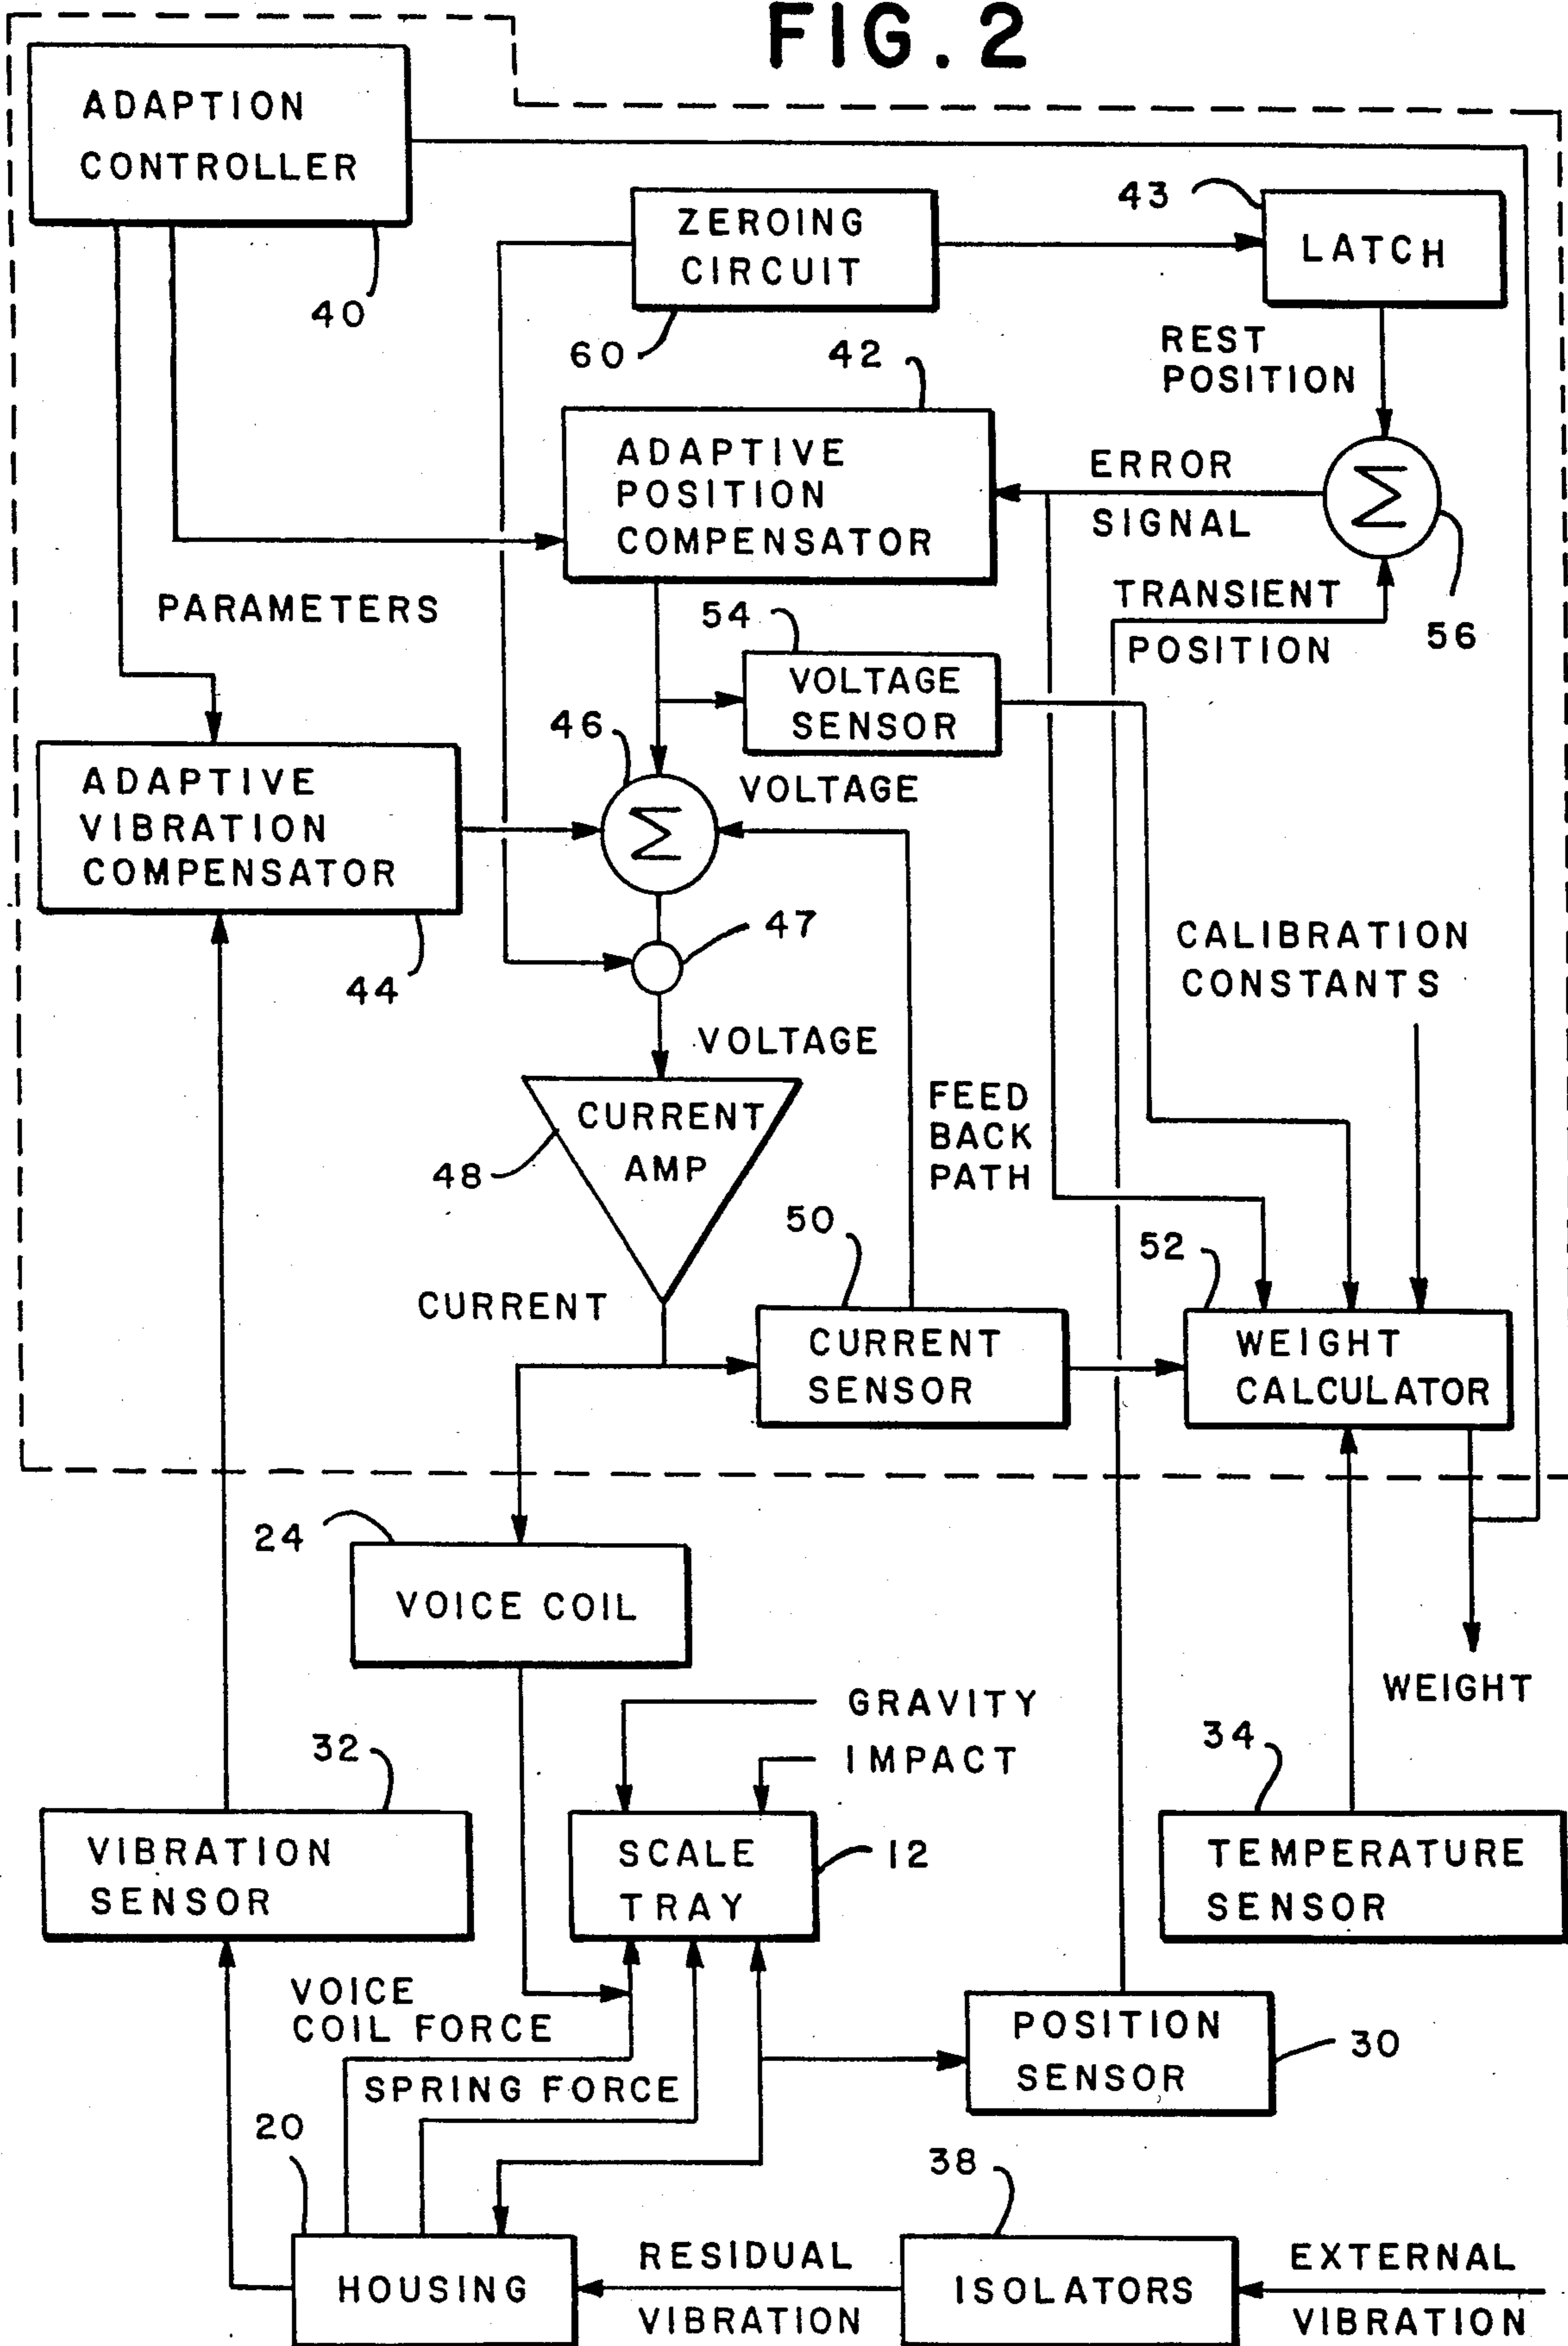 FIG. 2
ADAPTION
CONTROLLER
40
ZEROING
CIRCUIT
60
43
LATCH
REST
POSITION
42
ADAPTIVE
POSITION
COMPENSATOR
ERROR
SIGNAL
Σ
56
TRANSIENT
POSITION
PARAMETERS
54
VOLTAGE
SENSOR
46
Σ
VOLTAGE
ADAPTIVE
VIBRATION
COMPENSATOR
44
47
VOLTAGE
CALIBRATION
CONSTANTS
CURRENT
AMP
48
FEED
BACK
PATH
50
52
CURRENT
CURRENT
SENSOR
WEIGHT
CALCULATOR
24
VOICE COIL
WEIGHT
GRAVITY
IMPACT
32
VIBRATION
SENSOR
SCALE
TRAY
12
34
TEMPERATURE
SENSOR
VOICE
COIL FORCE
SPRING FORCE
POSITION
SENSOR
30
20
38
HOUSING
RESIDUAL
VIBRATION
ISOLATORS
EXTERNAL
VIBRATION